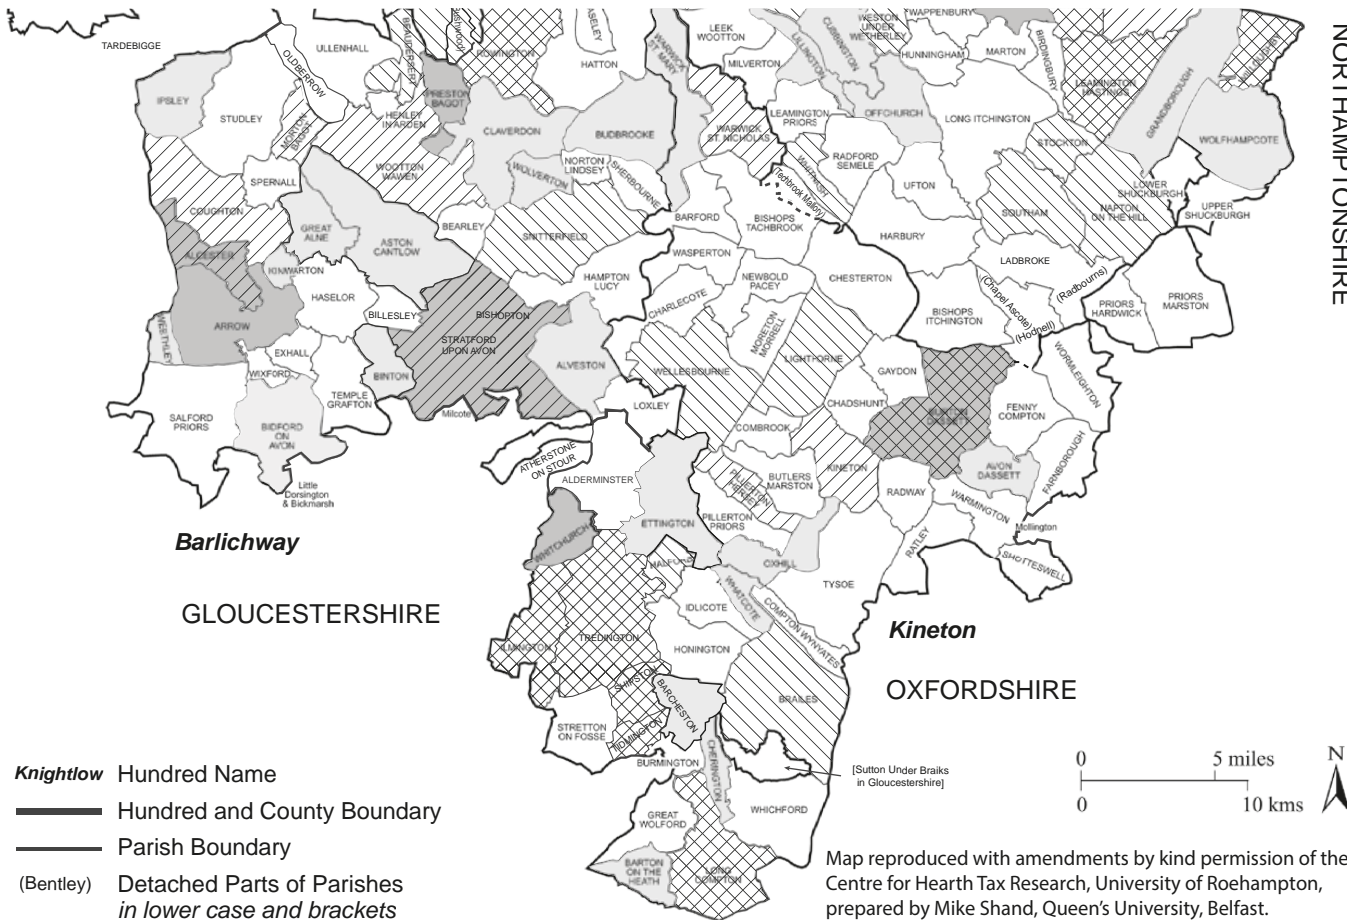 TARDEBIGGE
OLDBERROW
ULLENHALL
BEAUDESERT
ROWINGTON
HATTON
WARWICK
ST. MARY
LEEK
WOOTTON
MILVERTON
LILLINGTON
CUBBINGTON
WESTON
UNDER
WETHERLEY
WAPPENBURY
HUNNINGHAM
MARTON
BIRDINGBURY
LEAMINGTON
HASTINGS
GRANDBOROUGH
WILLOUGHBY
NORTHAMPTONSHIRE
IPSLEY
STUDLEY
MORTON
BAGOT
HENLEY
IN ARDEN
PRESTON
BAGOT
CLAVERDON
BUDBROOKE
WARWICK
ST. NICHOLAS
LEAMINGTON
PRIORS
OFFCHURCH
LONG ITCHINGTON
STOCKTON
WOLFHAMPCOTE
SPERNALL
WOOTTON
WAWEN
WOLVERTON
NORTON
LINDSEY
SHERBOURNE
(Techbrook Mallory)
WHITNASH
RADFORD
SEMELE
UFTON
LOWER
SHUCKBURGH
UPPER
SHUCKBURGH
COUGHTON
GREAT
ALNE
ASTON
CANTLOW
BEARLEY
SNITTERFIELD
BARFORD
BISHOPS
TACHBROOK
HARBURY
SOUTHAM
NAPTON
ON THE HILL
ALCESTER
KINWARTON
HASELOR
HAMPTON
LUCY
WASPERTON
NEWBOLD
PACEY
CHESTERTON
LADBROKE
(Chapel Ascote)
(Radbourns)
(Hodnell)
PRIORS
HARDWICK
PRIORS
MARSTON
ARROW
BILLESLEY
BISHOPTON
STRATFORD
UPON AVON
CHARLECOTE
MORETON
MORRELL
LIGHTHORNE
BISHOPS
ITCHINGTON
WEETHLEY
EXHALL
WIXFORD
BINTON
ALVESTON
WELLESBOURNE
GAYDON
WORMLEIGHTON
SALFORD
PRIORS
BIDFORD
ON
AVON
TEMPLE
GRAFTON
Milcote
LOXLEY
COMBROOK
CHADSHUNT
BURTON
DASSETT
FENNY
COMPTON
Little
Dorsington
& Bickmarsh
ATHERSTONE
ON STOUR
ALDERMINSTER
PILLERTON
HERSEY
BUTLERS
MARSTON
KINETON
RADWAY
AVON
DASSETT
FARNBOROUGH
Barlichway
WHITCHURCH
ETTINGTON
PILLERTON
PRIORS
OXHILL
RATLEY
WARMINGTON
Mollington
SHOTTESWELL
GLOUCESTERSHIRE
HALFORD
WHATCOTE
TYSOE
ILMINGTON
TREDINGTON
IDLICOTE
COMPTON WYNYATES
Kineton
HONINGTON
SHIPSTON
BARCHESTON
BRAILES
OXFORDSHIRE
STRETTON
ON FOSSE
TIDMINGTON
BURMINGTON
CHERINGTON
[Sutton Under Braiks
in Gloucestershire]
GREAT
WOLFORD
WHICHFORD
BARTON
ON THE
HEATH
LONG
COMPTON
Knightlow Hundred Name
Hundred and County Boundary
Parish Boundary
(Bentley) Detached Parts of Parishes
in lower case and brackets
0 5 miles
0 10 kms
N
Map reproduced with amendments by kind permission of the
Centre for Hearth Tax Research, University of Roehampton,
prepared by Mike Shand, Queen's University, Belfast.